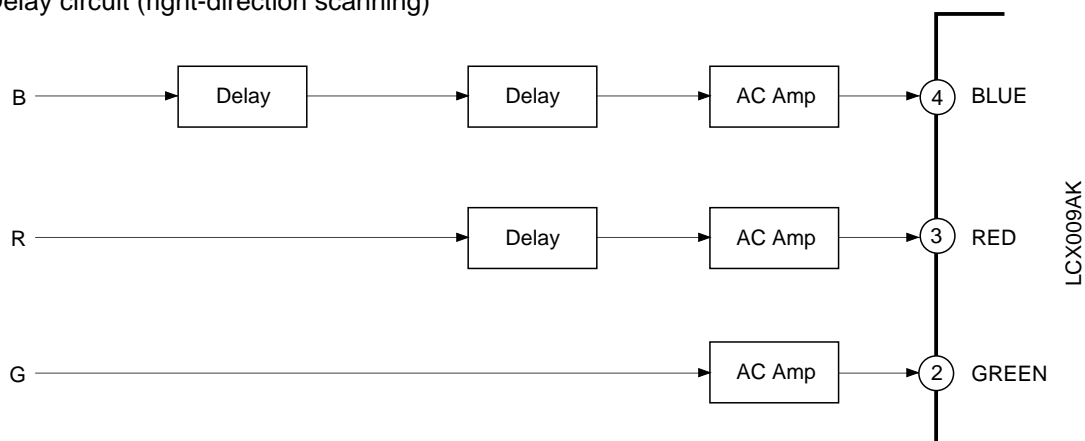 Delay circuit (right-direction scanning)
B Delay Delay AC Amp 4 BLUE
R Delay AC Amp 3 RED
G AC Amp 2 GREEN
LCX009AK